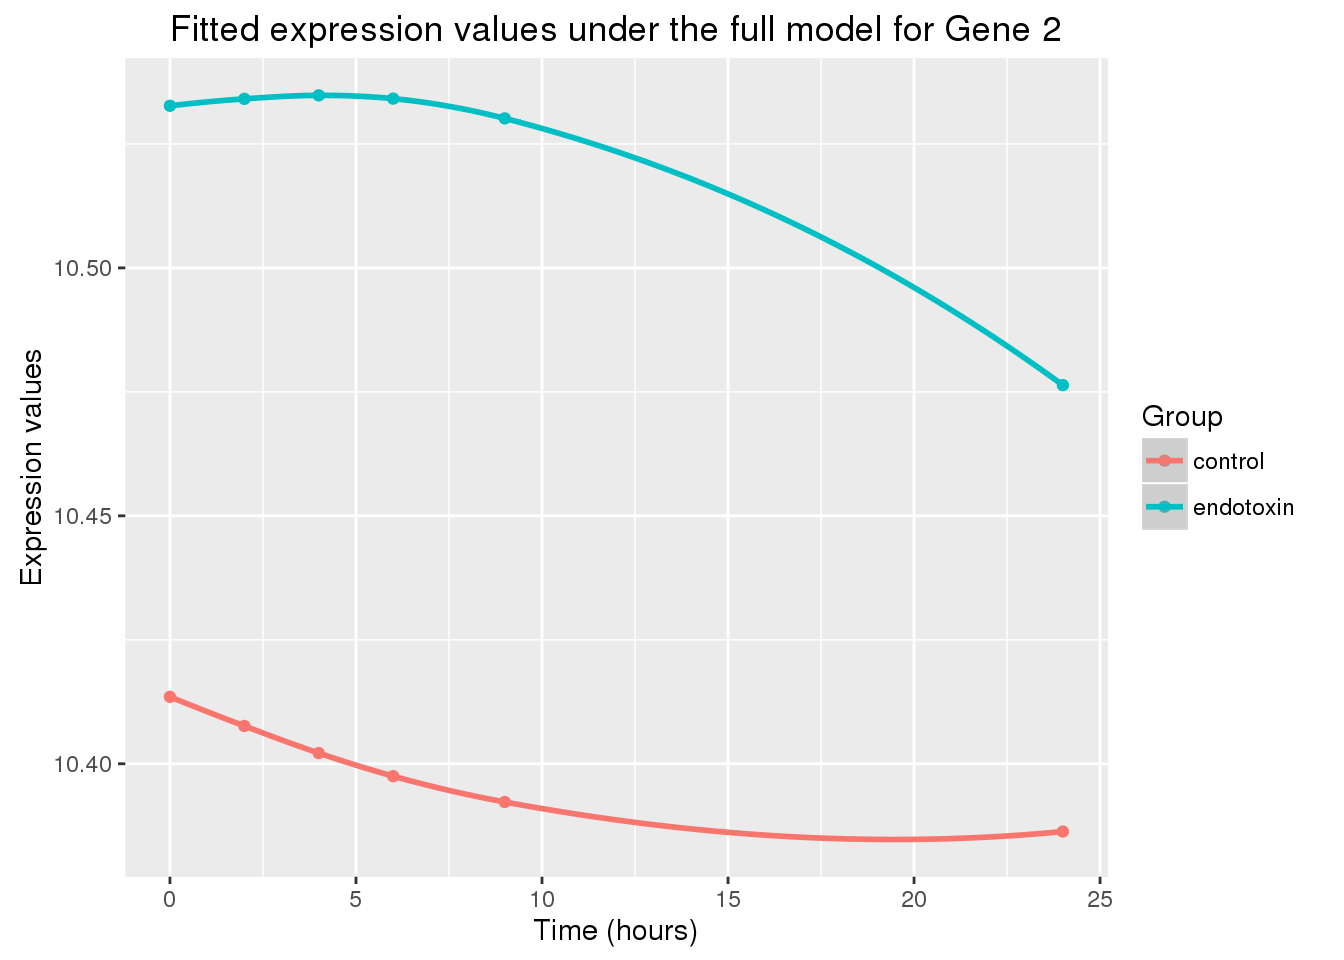 Fitted expression values under the full model for Gene 2
10.50
10.45
10.40
Expression values
0 5 10 15 20 25
Time (hours)
Group
control
endotoxin